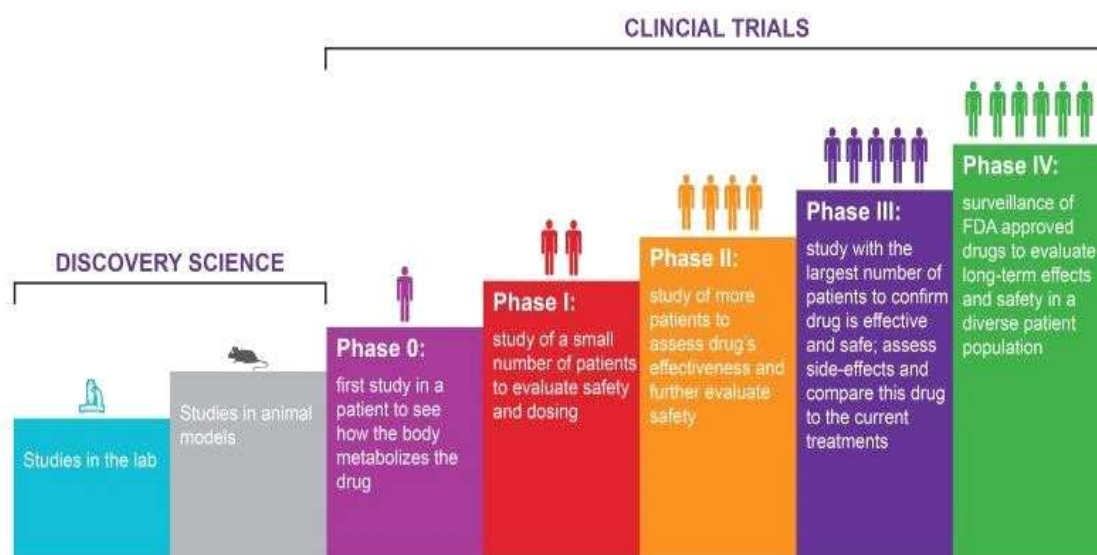 CLINCIAL TRIALS
DISCOVERY SCIENCE
Studies in the lab
Studies in animal
models
Phase 0:
first study in a
patient to see
how the body
metabolizes the
drug
Phase I:
study of a small
number of patients
to evaluate safety
and dosing
Phase II:
study of more
patients to
assess drug's
effectiveness and
further evaluate
safety
Phase III:
study with the
largest number of
patients to confirm
drug is effective
and safe; assess
side-effects and
compare this drug
to the current
treatments
Phase IV:
surveillance of
FDA approved
drugs to evaluate
long-term effects
and safety in a
diverse patient
population